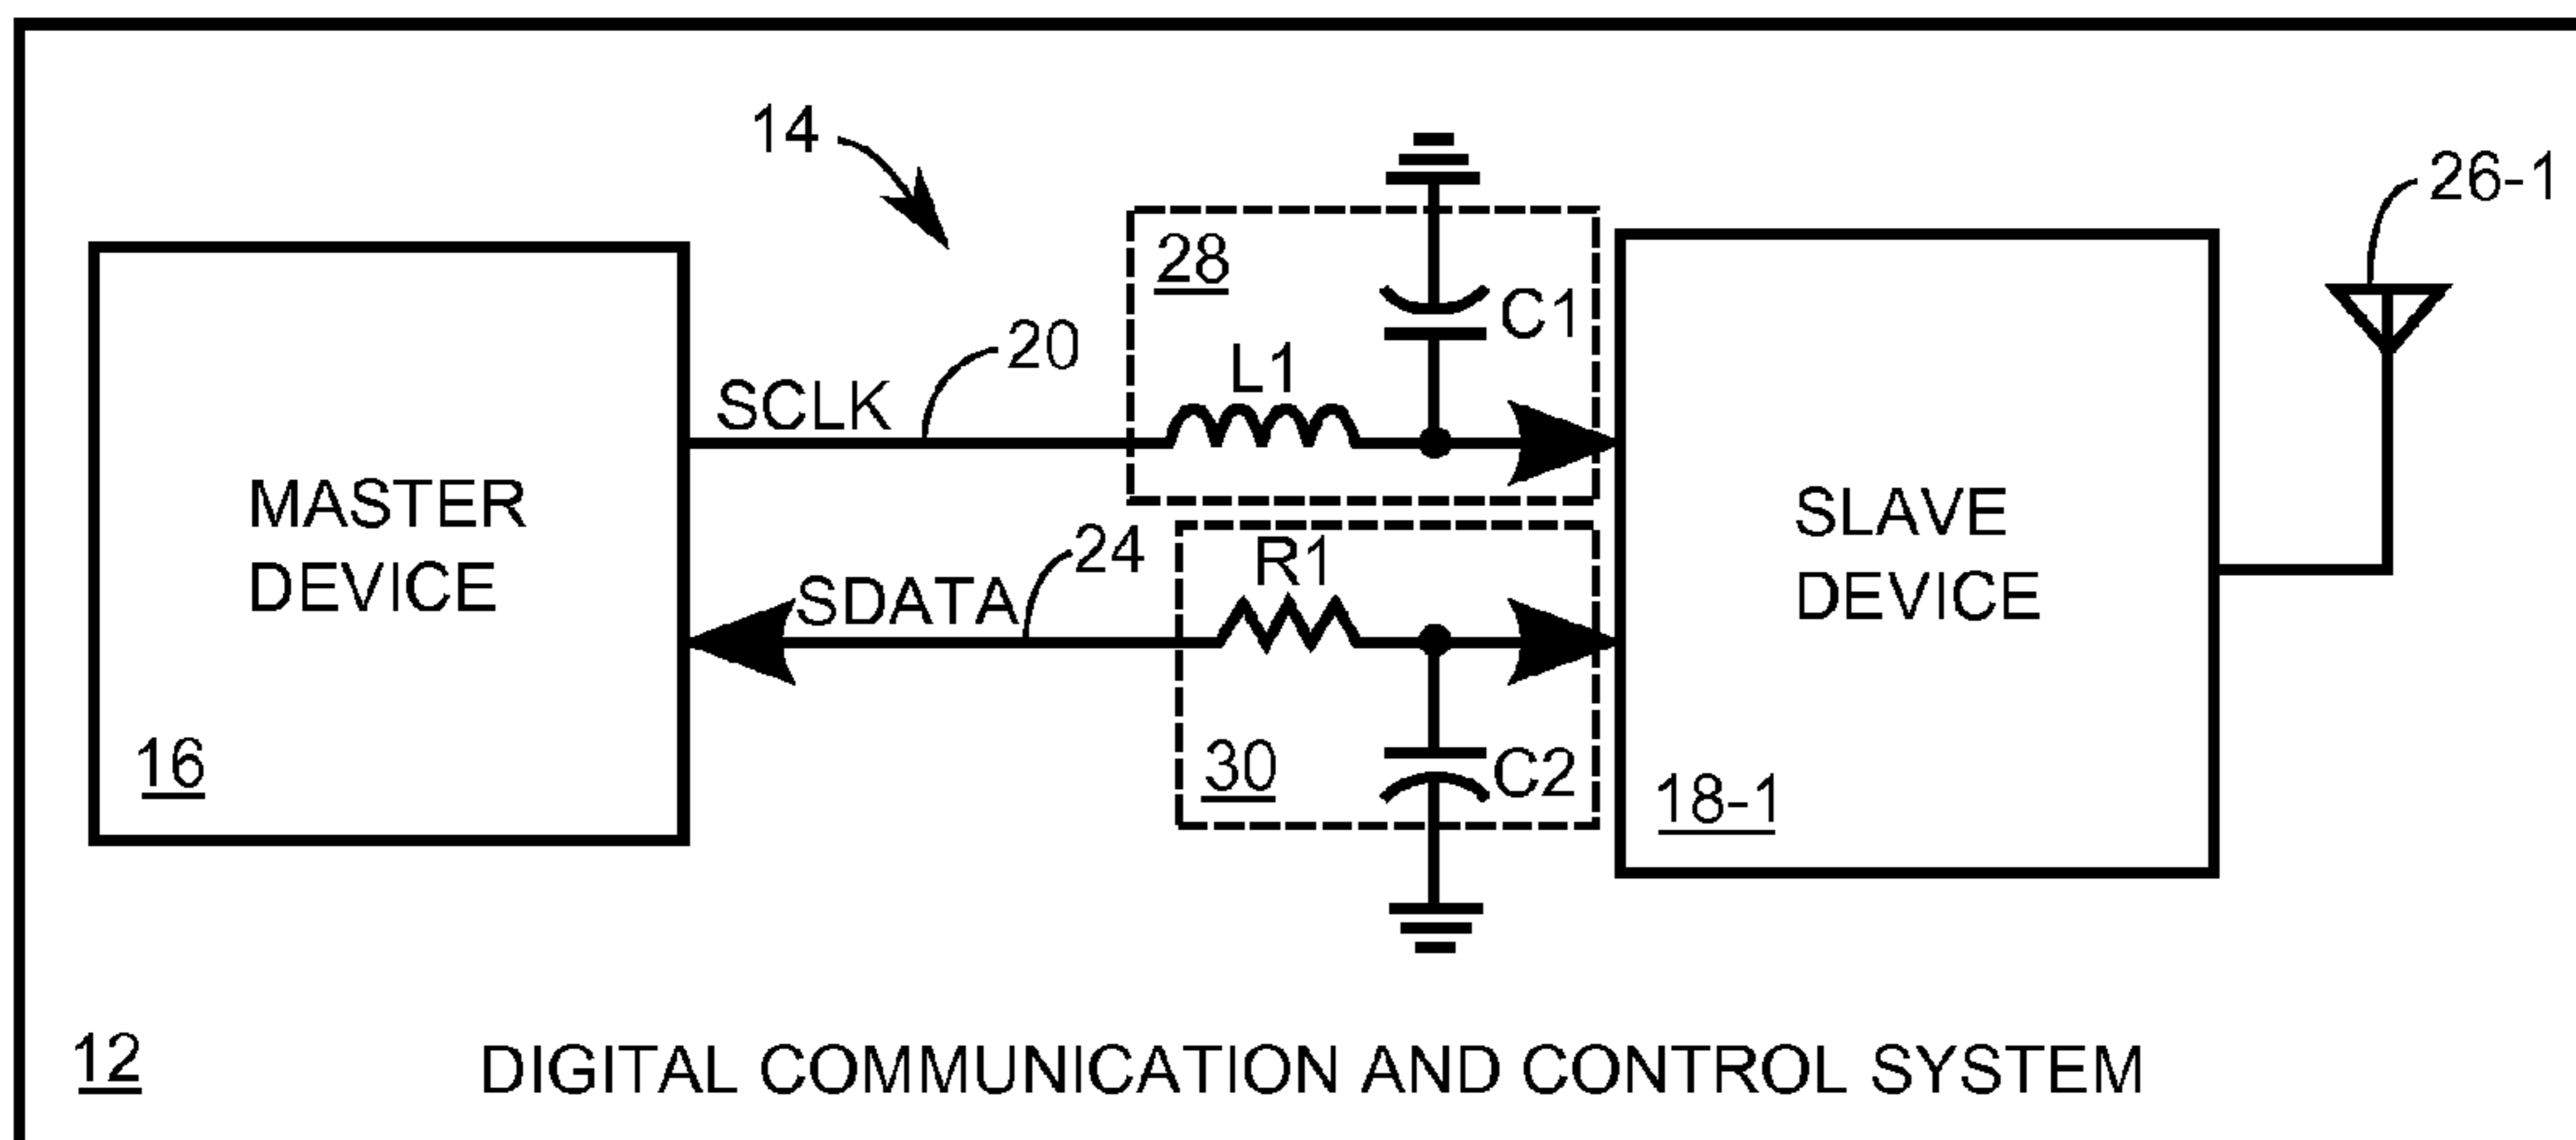 14
26-1
28
C1
20
L1
SCLK
MASTER
DEVICE
SLAVE
DEVICE
24
R1
SDATA
16
30
C2
18-1
12
DIGITAL COMMUNICATION AND CONTROL SYSTEM